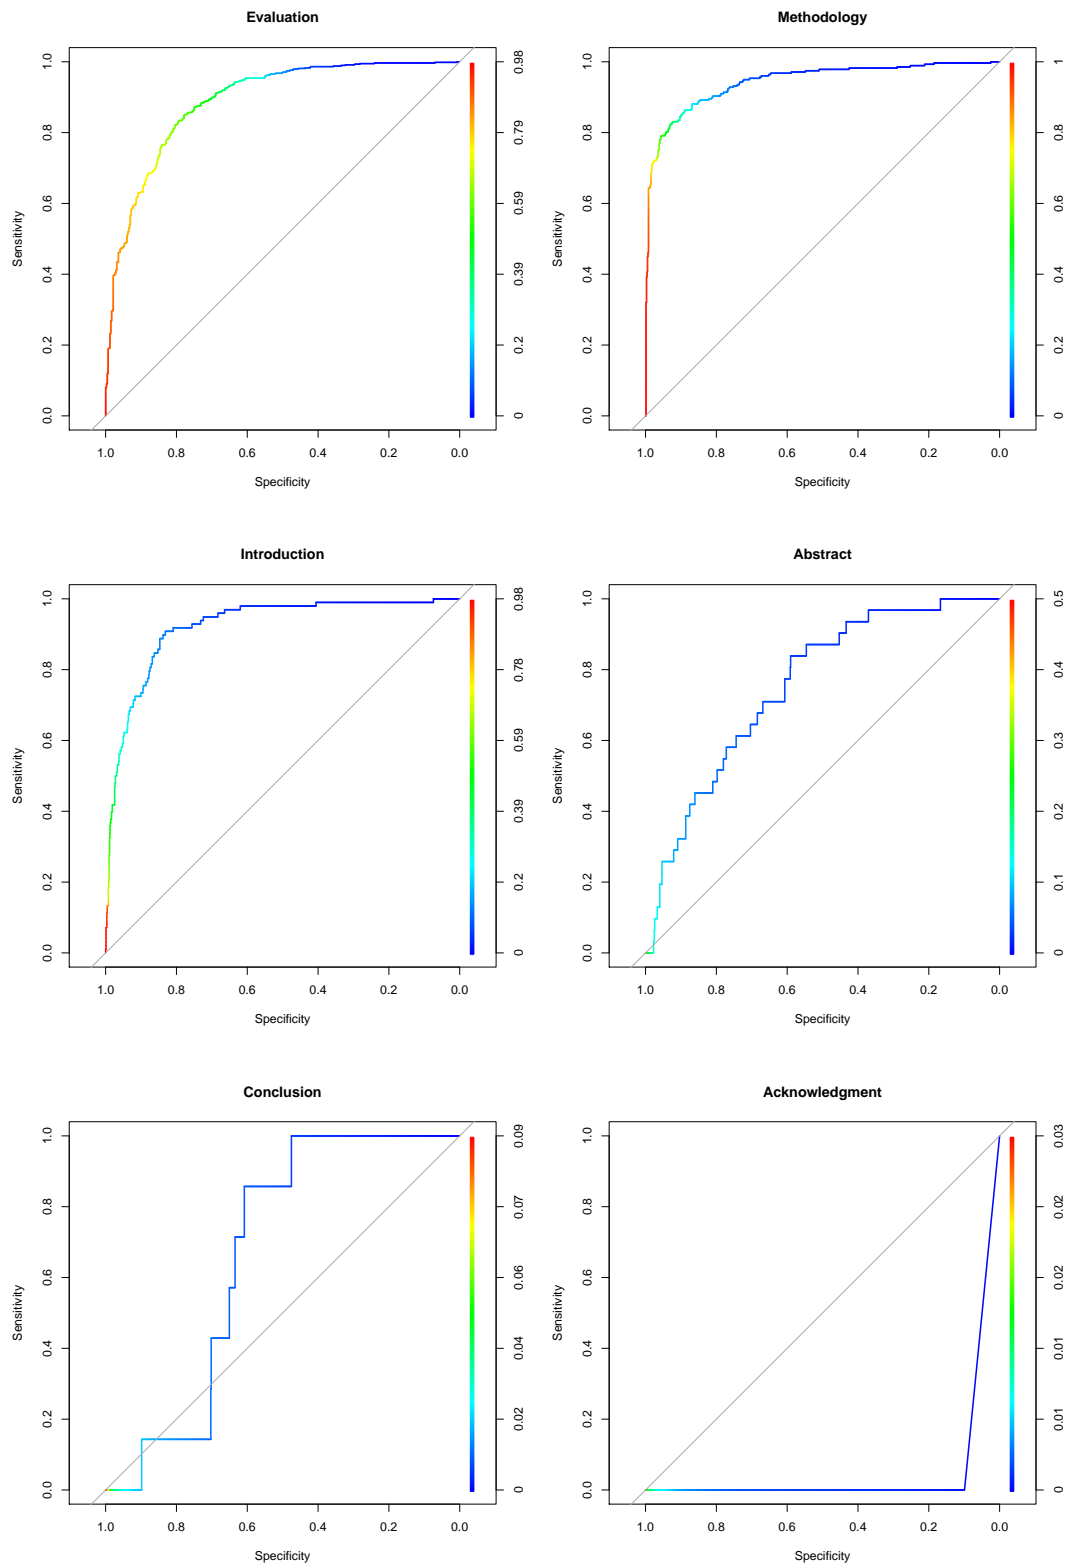 Evaluation
Sensitivity
0.0 0.2 0.4 0.6 0.8 1.0
0 0.2 0.39 0.59 0.79 0.98
1.0 0.8 0.6 0.4 0.2 0.0
Specificity
Methodology
Sensitivity
0.0 0.2 0.4 0.6 0.8 1.0
0 0.2 0.4 0.6 0.8 1
1.0 0.8 0.6 0.4 0.2 0.0
Specificity
Introduction
Sensitivity
0.0 0.2 0.4 0.6 0.8 1.0
0 0.2 0.39 0.59 0.78 0.98
1.0 0.8 0.6 0.4 0.2 0.0
Specificity
Abstract
Sensitivity
0.0 0.2 0.4 0.6 0.8 1.0
0 0.1 0.2 0.3 0.4 0.5
1.0 0.8 0.6 0.4 0.2 0.0
Specificity
Conclusion
Sensitivity
0.0 0.2 0.4 0.6 0.8 1.0
0 0.02 0.04 0.06 0.07 0.09
1.0 0.8 0.6 0.4 0.2 0.0
Specificity
Acknowledgment
Sensitivity
0.0 0.2 0.4 0.6 0.8 1.0
0 0.01 0.01 0.02 0.02 0.03
1.0 0.8 0.6 0.4 0.2 0.0
Specificity